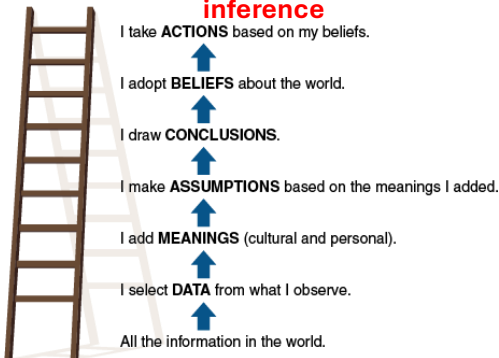 inference
I take ACTIONS based on my beliefs.
I adopt BELIEFS about the world.
I draw CONCLUSIONS.
I make ASSUMPTIONS based on the meanings I added.
I add MEANINGS (cultural and personal).
I select DATA from what I observe.
All the information in the world.